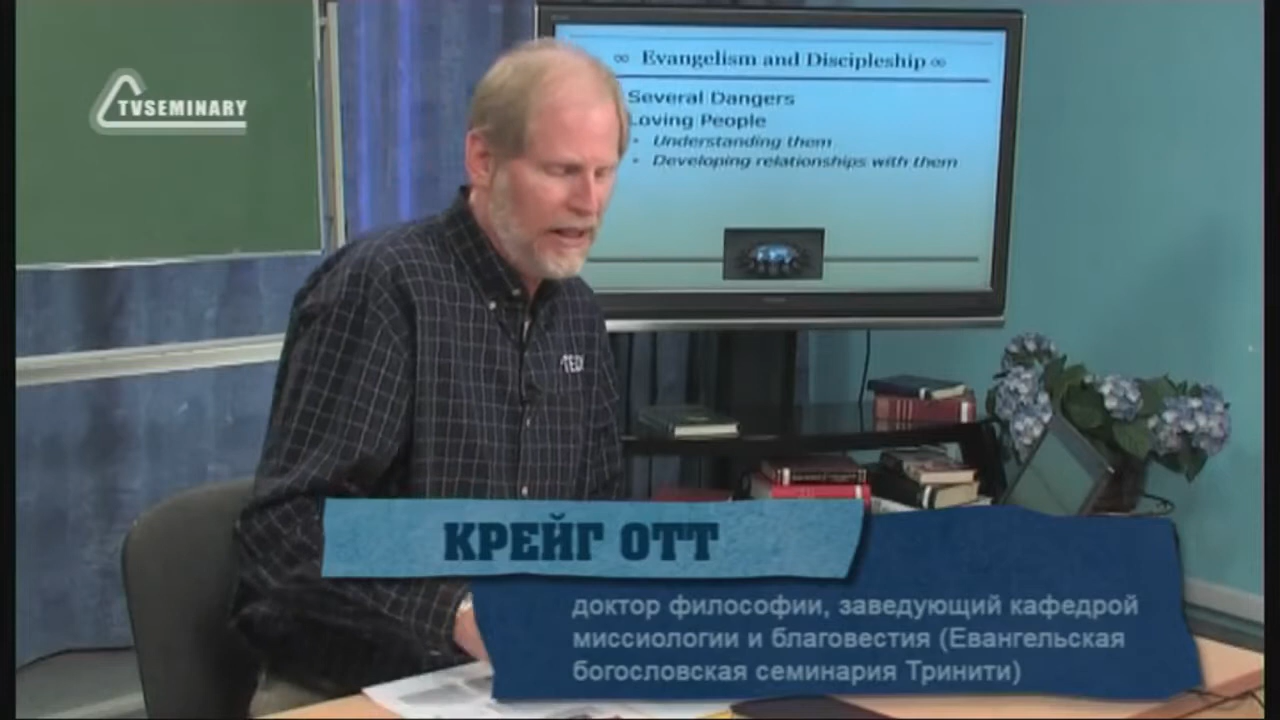 TVSEMINARY
∞ Evangelism and Discipleship ∞
Several Dangers
Loving People
• Understanding them
• Developing relationships with them
КРЕЙГ ОТТ
доктор философии, заведующий кафедрой
миссиологии и благовестия (Евангельская
богословская семинария Тринити)